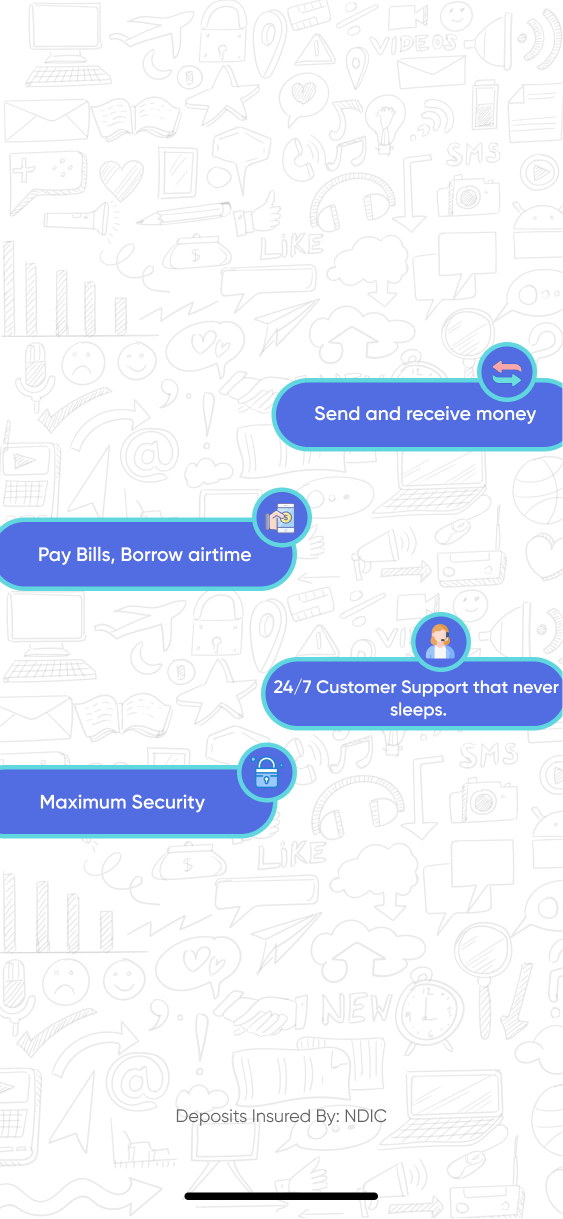 VIDEOS
SMS
LIKE
Send and receive money
Pay Bills, Borrow airtime
24/7 Customer Support that never
sleeps.
SMS
Maximum Security
LIKE
NEW
Deposits Insured By: NDIC